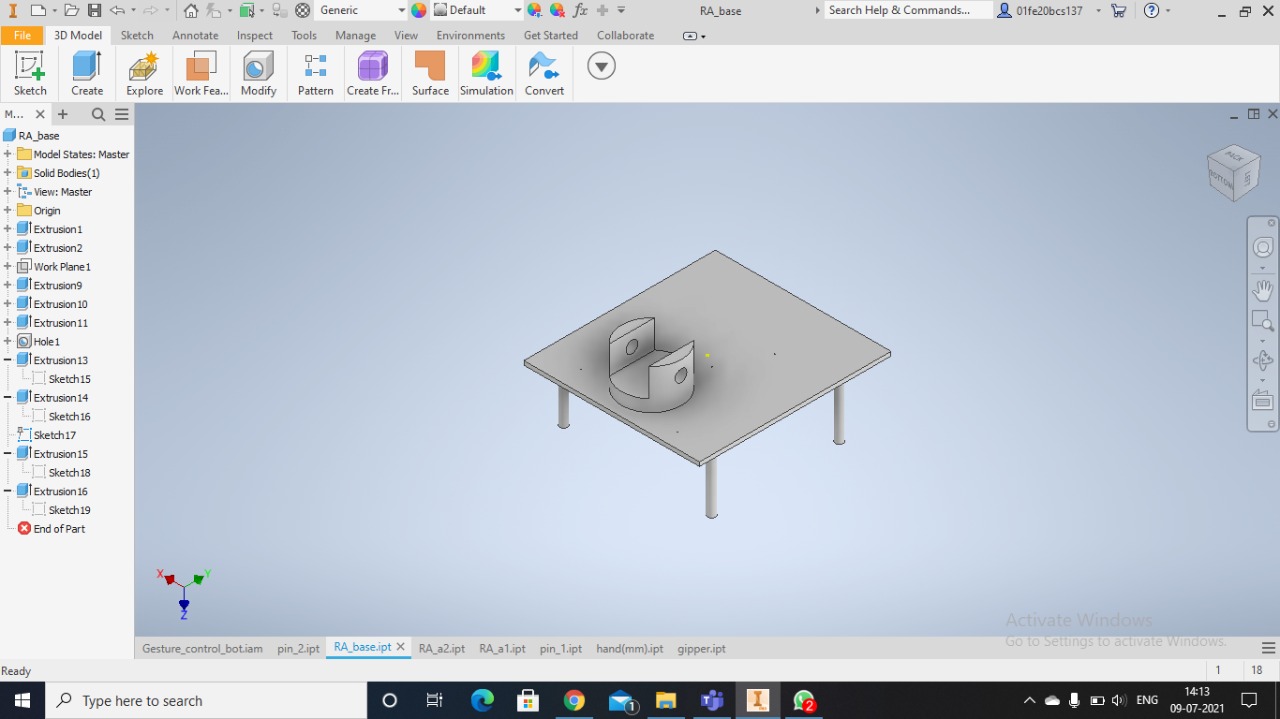 Generic
Default
fx
RA_base
Search Help & Commands...
01fe20bcs137
File
3D Model
Sketch
Annotate
Inspect
Tools
Manage
View
Environments
Get Started
Collaborate
Sketch
Create
Explore
Work Fea...
Modify
Pattern
Create Fr...
Surface
Simulation
Convert
M...
RA_base
Model States: Master
Solid Bodies(1)
View: Master
Origin
Extrusion1
Extrusion2
Work Plane1
Extrusion9
Extrusion10
Extrusion11
Hole1
Extrusion13
Sketch15
Extrusion14
Sketch16
Sketch17
Extrusion15
Sketch18
Extrusion16
Sketch19
End of Part
BACK
BOTTOM
X
Y
Z
Activate Windows
Go to Settings to activate Windows.
Gesture_control_bot.iam
pin_2.ipt
RA_base.ipt
RA_a2.ipt
RA_a1.ipt
pin_1.ipt
hand(mm).ipt
gipper.ipt
Ready
1
18
Type here to search
1
2
ENG
14:13
09-07-2021